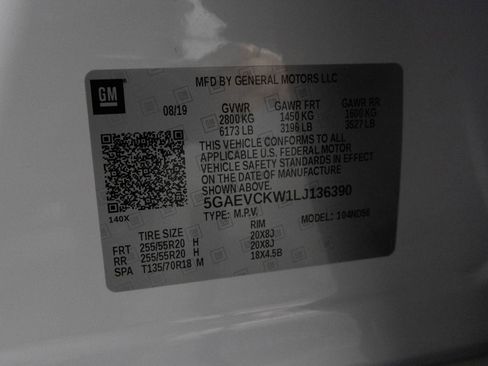 GM
MFD BY GENERAL MOTORS LLC
08/19 GVWR GAWR FRT GAWR RR
2800 KG 1450 KG 1600 KG
6173 LB 3196 LB 3527 LB
THIS VEHICLE CONFORMS TO ALL
APPLICABLE U.S. FEDERAL MOTOR
VEHICLE SAFETY STANDARDS IN
EFFECT ON THE DATE OF MANUFACTURE
SHOWN ABOVE.
5GAEVCKW1LJ136390
140X TYPE: M.P.V. MODEL:
TIRE SIZE RIM
FRT 255/55R20 H 20X8J
RR 255/55R20 H 20X8J
SPA T135/70R18 M 18X4.5B